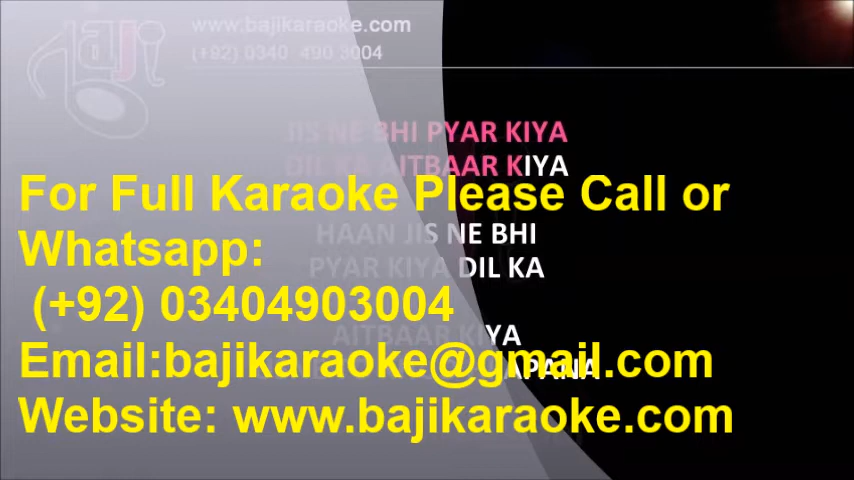 Baji
www.bajikaraoke.com
(+92) 0340 490 3004
JIS NE BHI PYAR KIYA
DIL KA AITBAAR KIYA
For Full Karaoke Please Call or
Whatsapp:
HAAN JIS NE BHI
PYAR KIYA DIL KA
(+92) 03404903004
AITBAAR KIYA
Email:bajikaraoke@gmail.com
APANA
Website: www.bajikaraoke.com